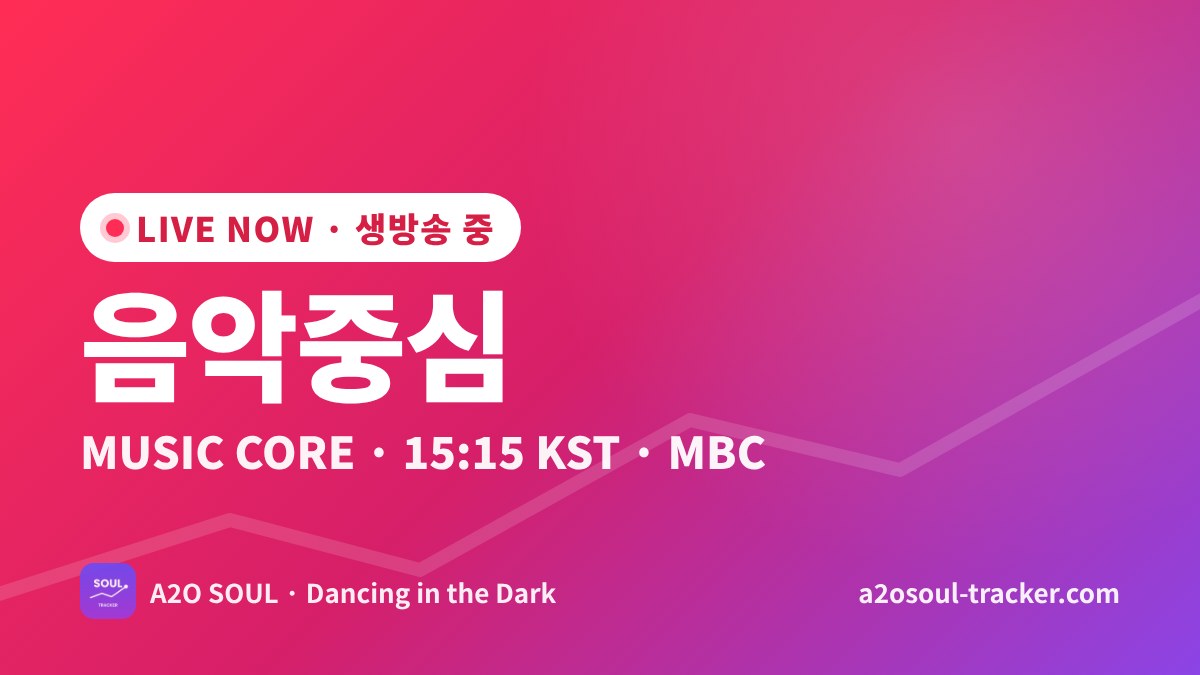 LIVE NOW · 생방송 중
음악중심
MUSIC CORE · 15:15 KST · MBC
SOUL
TRACKER
A2O SOUL · Dancing in the Dark
a2osoul-tracker.com